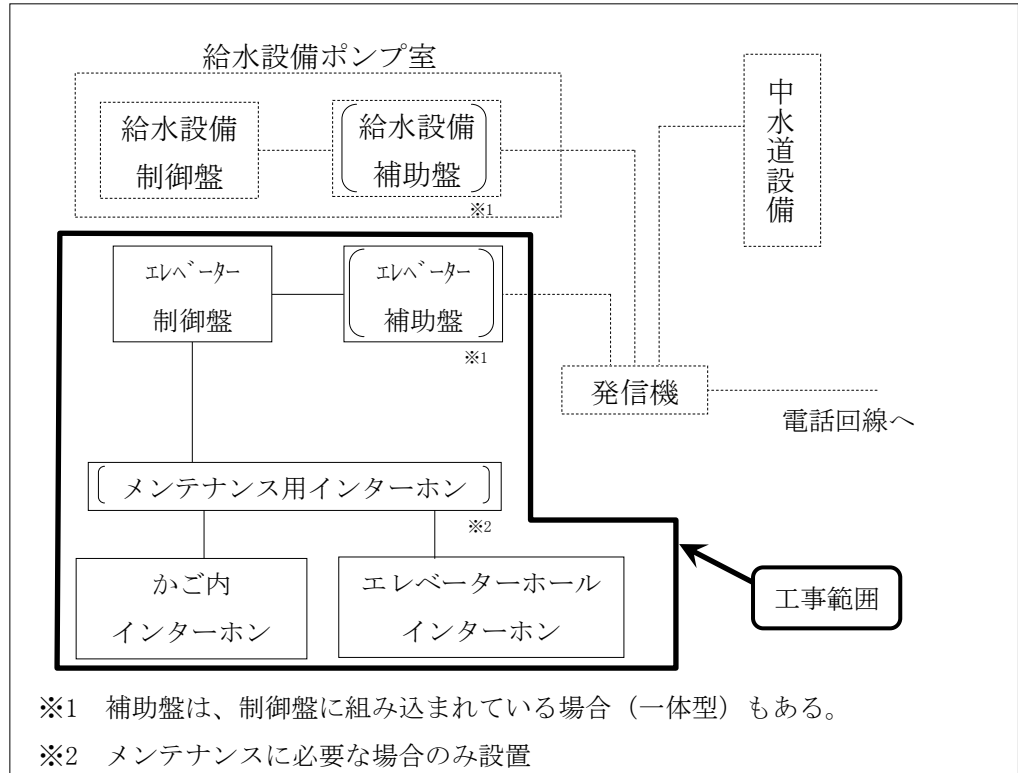 給水設備ポンプ室
給水設備
制御盤
給水設備
補助盤
※1
中水道設備
ｴﾚﾍﾞｰﾀｰ
制御盤
ｴﾚﾍﾞｰﾀｰ
補助盤
※1
発信機
電話回線へ
メンテナンス用インターホン
※2
かご内
インターホン
エレベーターホール
インターホン
工事範囲
※1 補助盤は、制御盤に組み込まれている場合（一体型）もある。
※2 メンテナンスに必要な場合のみ設置